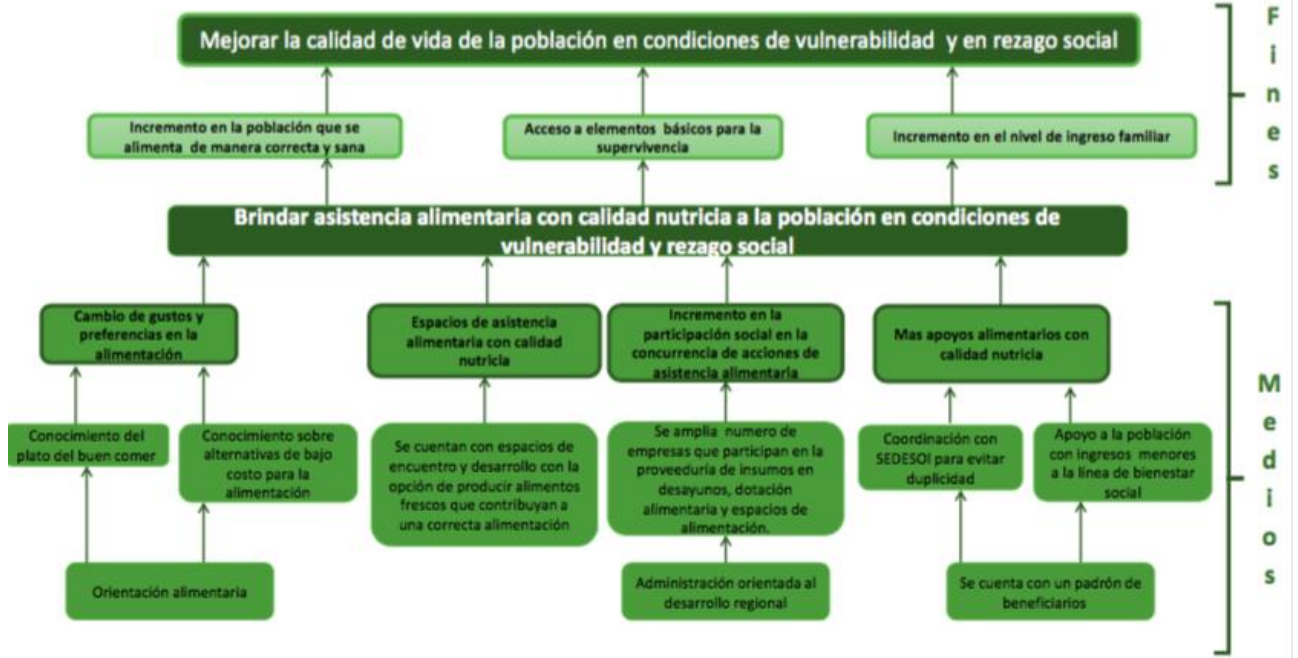 Mejorar la calidad de vida de la población en condiciones de vulnerabilidad y en rezago social
Incremento en la población que se
alimenta de manera correcta y sana
Acceso a elementos básicos para la
supervivencia
Incremento en el nivel de ingreso familiar
Fines
Brindar asistencia alimentaria con calidad nutricia a la población en condiciones de
vulnerabilidad y rezago social
Cambio de gustos y
preferencias en la
alimentación
Espacios de asistencia
alimentaria con calidad
nutricia
Incremento en la
participación social en la
concurrencia de acciones de
asistencia alimentaria
Mas apoyos alimentarios con
calidad nutricia
Conocimiento del
plato del buen comer
Conocimiento sobre
alternativas de bajo
costo para la
alimentación
Se cuentan con espacios de
encuentro y desarrollo con la
opción de producir alimentos
frescos que contribuyan a
una correcta alimentación
Se amplia numero de
empresas que participan en la
proveeduría de insumos en
desayunos, dotación
alimentaria y espacios de
alimentación.
Coordinación con
SEDESOl para evitar
duplicidad
Apoyo a la población
con ingresos menores
a la línea de bienestar
social
Orientación alimentaria
Administración orientada al
desarrollo regional
Se cuenta con un padrón de
beneficiarios
Medios